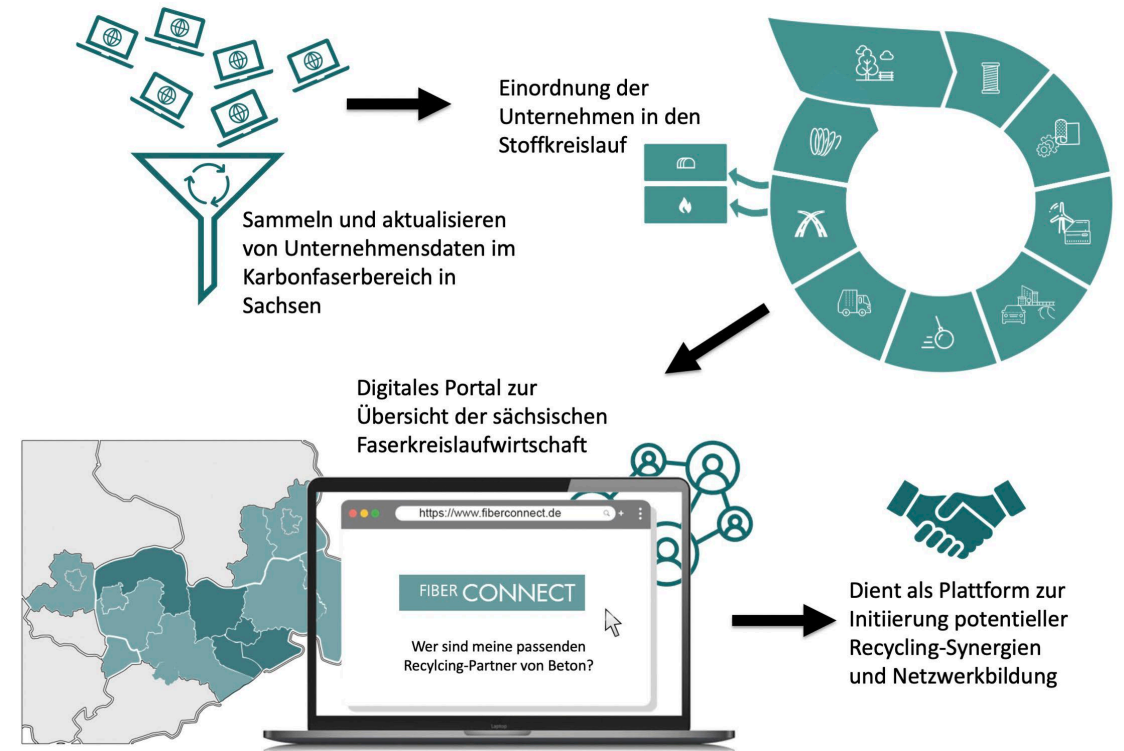 Einordnung der
Unternehmen in den
Stoffkreislauf
Sammeln und aktualisieren
von Unternehmensdaten im
Karbonfaserbereich in
Sachsen
Digitales Portal zur
Übersicht der sächsischen
Faserkreislaufwirtschaft
https://www.fiberconnect.de
FIBER CONNECT
Wer sind meine passenden
Recylcing-Partner von Beton?
Dient als Plattform zur
Initiierung potentieller
Recycling-Synergien
und Netzwerkbildung